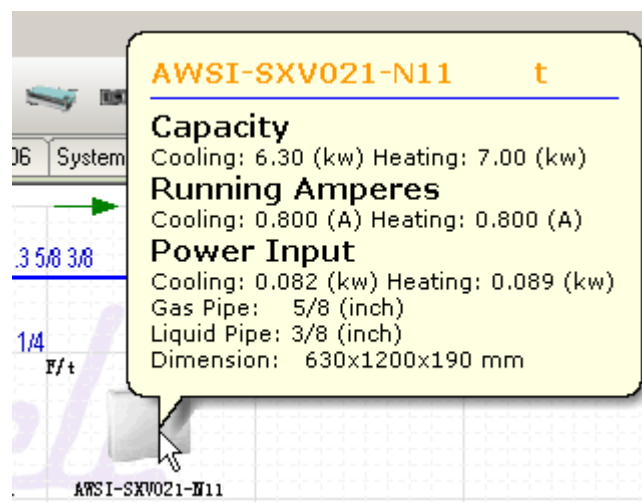 AWSI-SXV021-N11 t
Capacity
Cooling: 6.30 (kw) Heating: 7.00 (kw)
06 System
Running Amperes
Cooling: 0.800 (A) Heating: 0.800 (A)
Power Input
.3 5/8 3/8
Cooling: 0.082 (kw) Heating: 0.089 (kw)
Gas Pipe: 5/8 (inch)
Liquid Pipe: 3/8 (inch)
1/4
Dimension: 630x1200x190 mm
F/t
AWSI-SXV021-N11